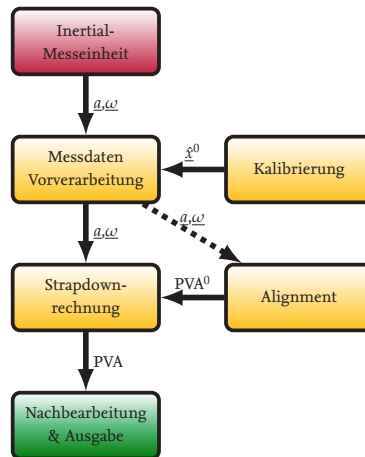 Inertial-
Messeinheit
a,ω
Messdaten
Vorverarbeitung
x̂⁰
Kalibrierung
a,ω
a,ω
Strapdown-
rechnung
PVA⁰
Alignment
PVA
Nachbearbeitung
& Ausgabe